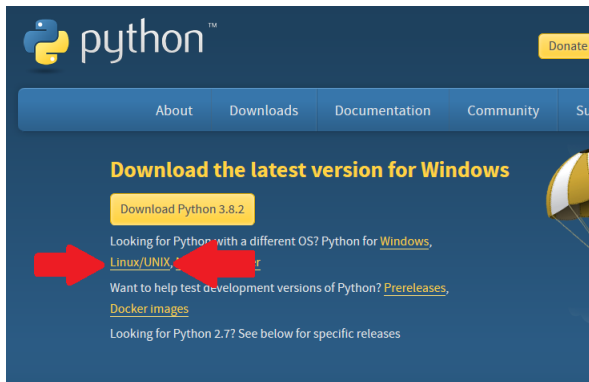 python™
Donate
About Downloads Documentation Community Su
Download the latest version for Windows
Download Python 3.8.2
Looking for Python with a different OS? Python for Windows,
Linux/UNIX,
Want to help test development versions of Python? Prereleases,
Docker images
Looking for Python 2.7? See below for specific releases